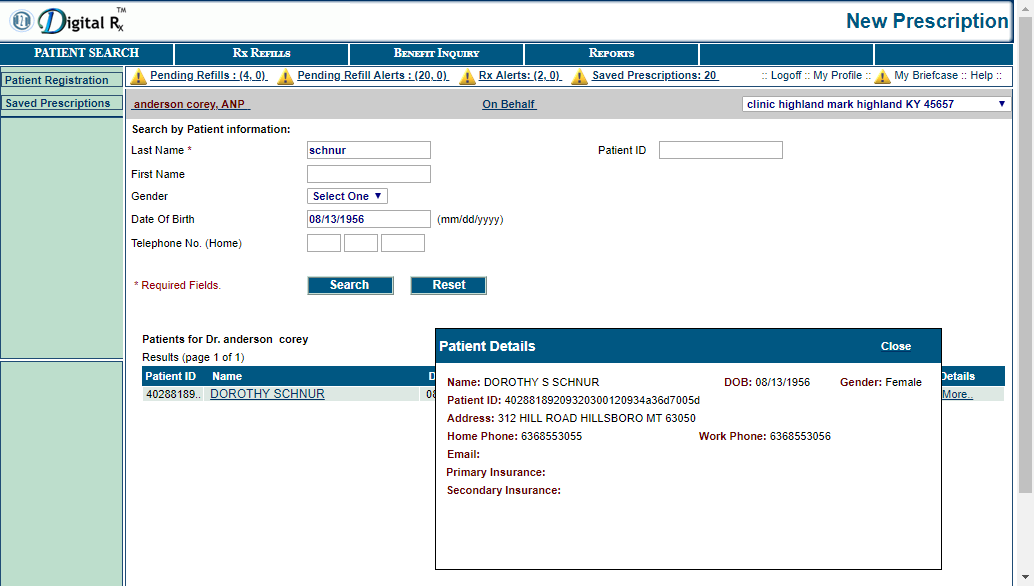 Digital Rx TM
New Prescription
PATIENT SEARCH RX REFILLS BENEFIT INQUIRY REPORTS
Patient Registration
Saved Prescriptions
Pending Refills : (4, 0) Pending Refill Alerts : (20, 0) Rx Alerts: (2, 0) Saved Prescriptions: 20 :: Logoff :: My Profile :: My Briefcase :: Help ::
anderson corey, ANP On Behalf clinic highland mark highland KY 45657
Search by Patient information:
Last Name * schnur Patient ID
First Name
Gender Select One
Date Of Birth 08/13/1956 (mm/dd/yyyy)
Telephone No. (Home)
* Required Fields. Search Reset
Patients for Dr. anderson corey
Results (page 1 of 1)
Patient ID Name D Details
40288189.. DOROTHY SCHNUR 08 More..
Patient Details Close
Name: DOROTHY S SCHNUR DOB: 08/13/1956 Gender: Female
Patient ID: 4028818920932030012​0934a36d7005d
Address: 312 HILL ROAD HILLSBORO MT 63050
Home Phone: 6368553055 Work Phone: 6368553056
Email:
Primary Insurance:
Secondary Insurance: